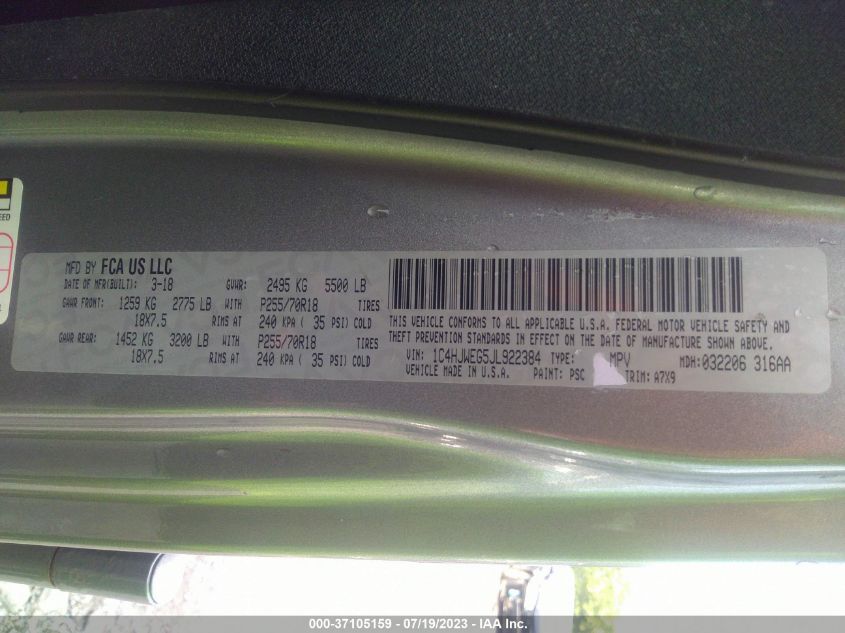 EED
MFD BY FCA US LLC
DATE OF MFR(BUILT): 3-18 GVWR: 2495 KG 5500 LB
GAWR FRONT: 1259 KG 2775 LB WITH P255/70R18 TIRES
18X7.5 RIMS AT 240 KPA ( 35 PSI) COLD
GAWR REAR: 1452 KG 3200 LB WITH P255/70R18 TIRES
18X7.5 RIMS AT 240 KPA ( 35 PSI) COLD
THIS VEHICLE CONFORMS TO ALL APPLICABLE U.S.A. FEDERAL MOTOR VEHICLE SAFETY AND
THEFT PREVENTION STANDARDS IN EFFECT ON THE DATE OF MANUFACTURE SHOWN ABOVE.
VIN: 1C4HJWEG5JL922384 TYPE: MPV MDH: 032206 316AA
VEHICLE MADE IN U.S.A. PAINT: PSC TRIM: A7X9
000-37105159 - 07/19/2023 - IAA Inc.